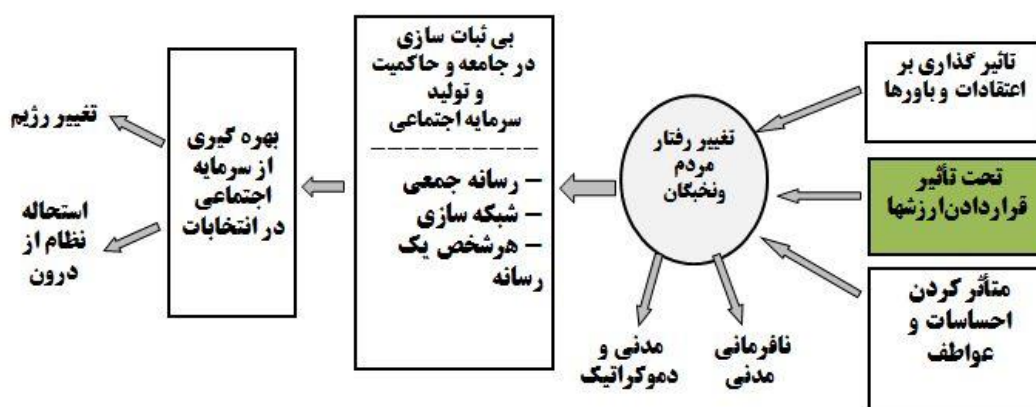 تاثیر گذاری بر
اعتقادات و باورها
تحت تأثیر
قراردادن ارزشها
متأثر کردن
احساسات و
عواطف
تغییر رفتار
مردم
ونخبگان
نافرمانی
مدنی
مدنی و
دموکراتیک
بی ثبات سازی
در جامعه و حاکمیت
و تولید
سرمایه اجتماعی
– رسانه جمعی
– شبکه سازی
– هرشخص یک
رسانه
بهره گیری
از سرمایه
اجتماعی
در انتخابات
تغییر رژیم
استحاله
نظام از
درون